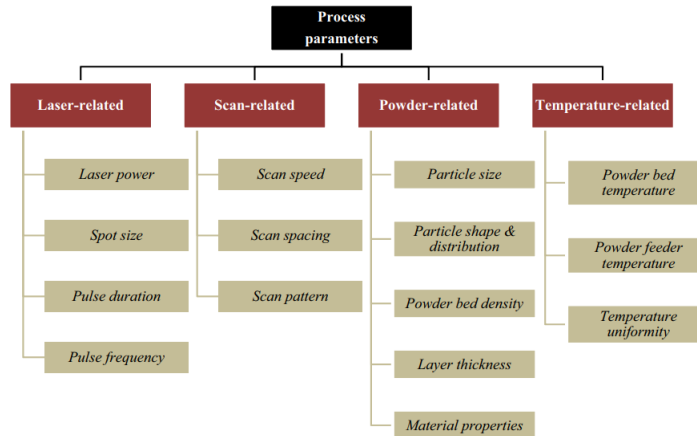 Process
parameters
Laser-related
Scan-related
Powder-related
Temperature-related
Laser power
Spot size
Pulse duration
Pulse frequency
Scan speed
Scan spacing
Scan pattern
Particle size
Particle shape &
distribution
Powder bed density
Layer thickness
Material properties
Powder bed
temperature
Powder feeder
temperature
Temperature
uniformity